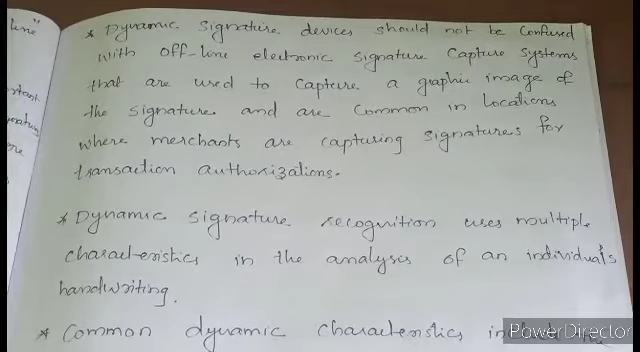 line"
* Dynamic Signature devices should not be Confused
with off-line electronic signature Capture Systems
that are used to Capture a graphic image of
the signature and are Common in Locations
where merchants are capturing signatures for
transaction authorizations.
* Dynamic signature recognition uses multiple
characteristics in the analysis of an individual's
handwriting.
* Common dynamic characteristics
PowerDirector